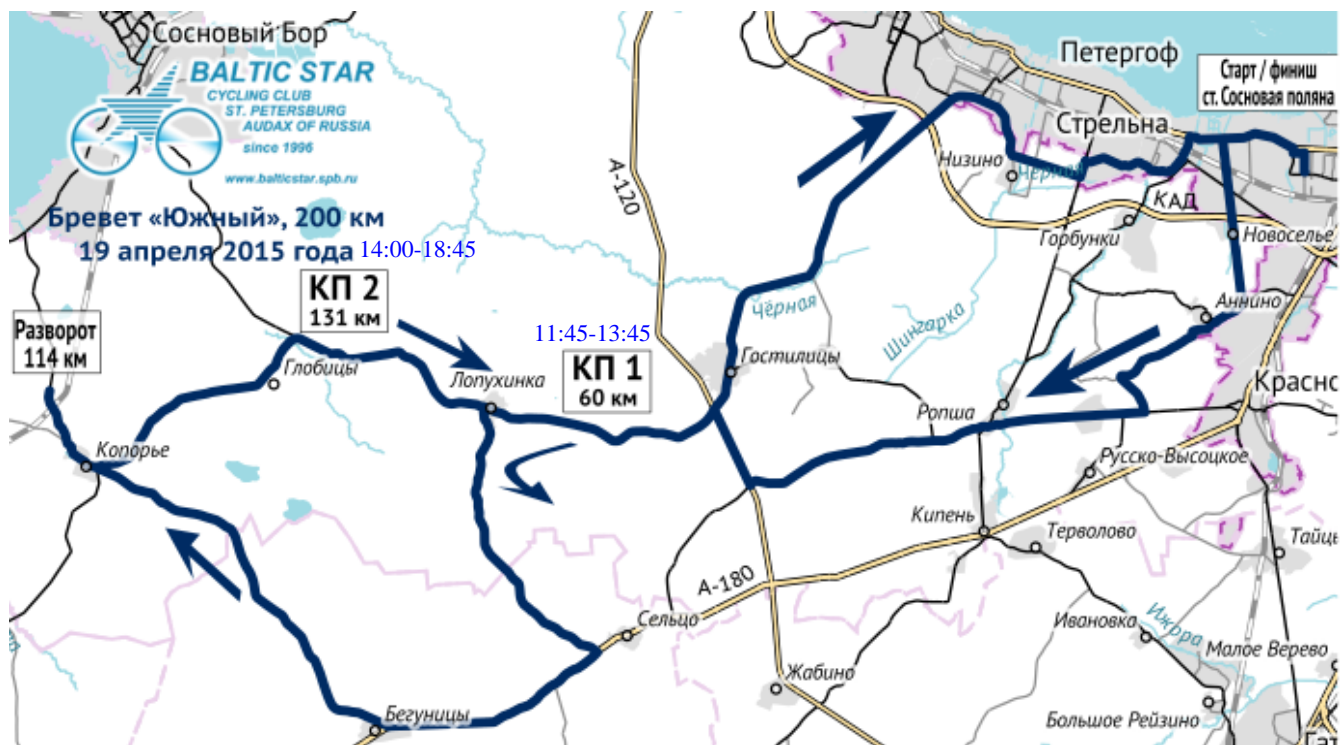 Сосновый Бор
BALTIC STAR
CYCLING CLUB
ST. PETERSBURG
AUDAX OF RUSSIA
since 1996
www.balticstar.spb.ru
Бревет «Южный», 200 км
19 апреля 2015 года
14:00-18:45
КП 2
131 км
Разворот
114 км
11:45-13:45
КП 1
60 км
Петергоф
Старт / финиш
ст. Сосновая поляна
Стрельна
Низино
Чёрная
КАД
Горбунки
Новоселье
А-120
Чёрная
Шингарка
Аннино
Глобицы
Лопухинка
Гостилицы
Ропша
Красно
Копорье
Русско-Высоцкое
Кипень
Терволово
Тайць
А-180
Сельцо
Ивановка
Ижрра
Малое Верево
Жабино
Бегуницы
Большое Рейзино
Гат